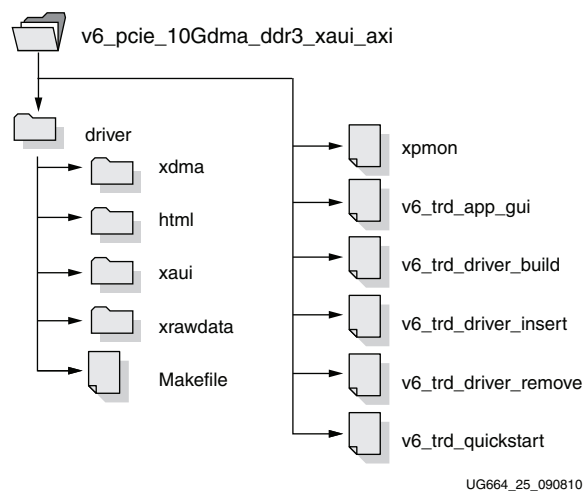 v6_pcie_10Gdma_ddr3_xaui_axi
driver
xdma
html
xaui
xrawdata
Makefile
xpmon
v6_trd_app_gui
v6_trd_driver_build
v6_trd_driver_insert
v6_trd_driver_remove
v6_trd_quickstart
UG664_25_090810